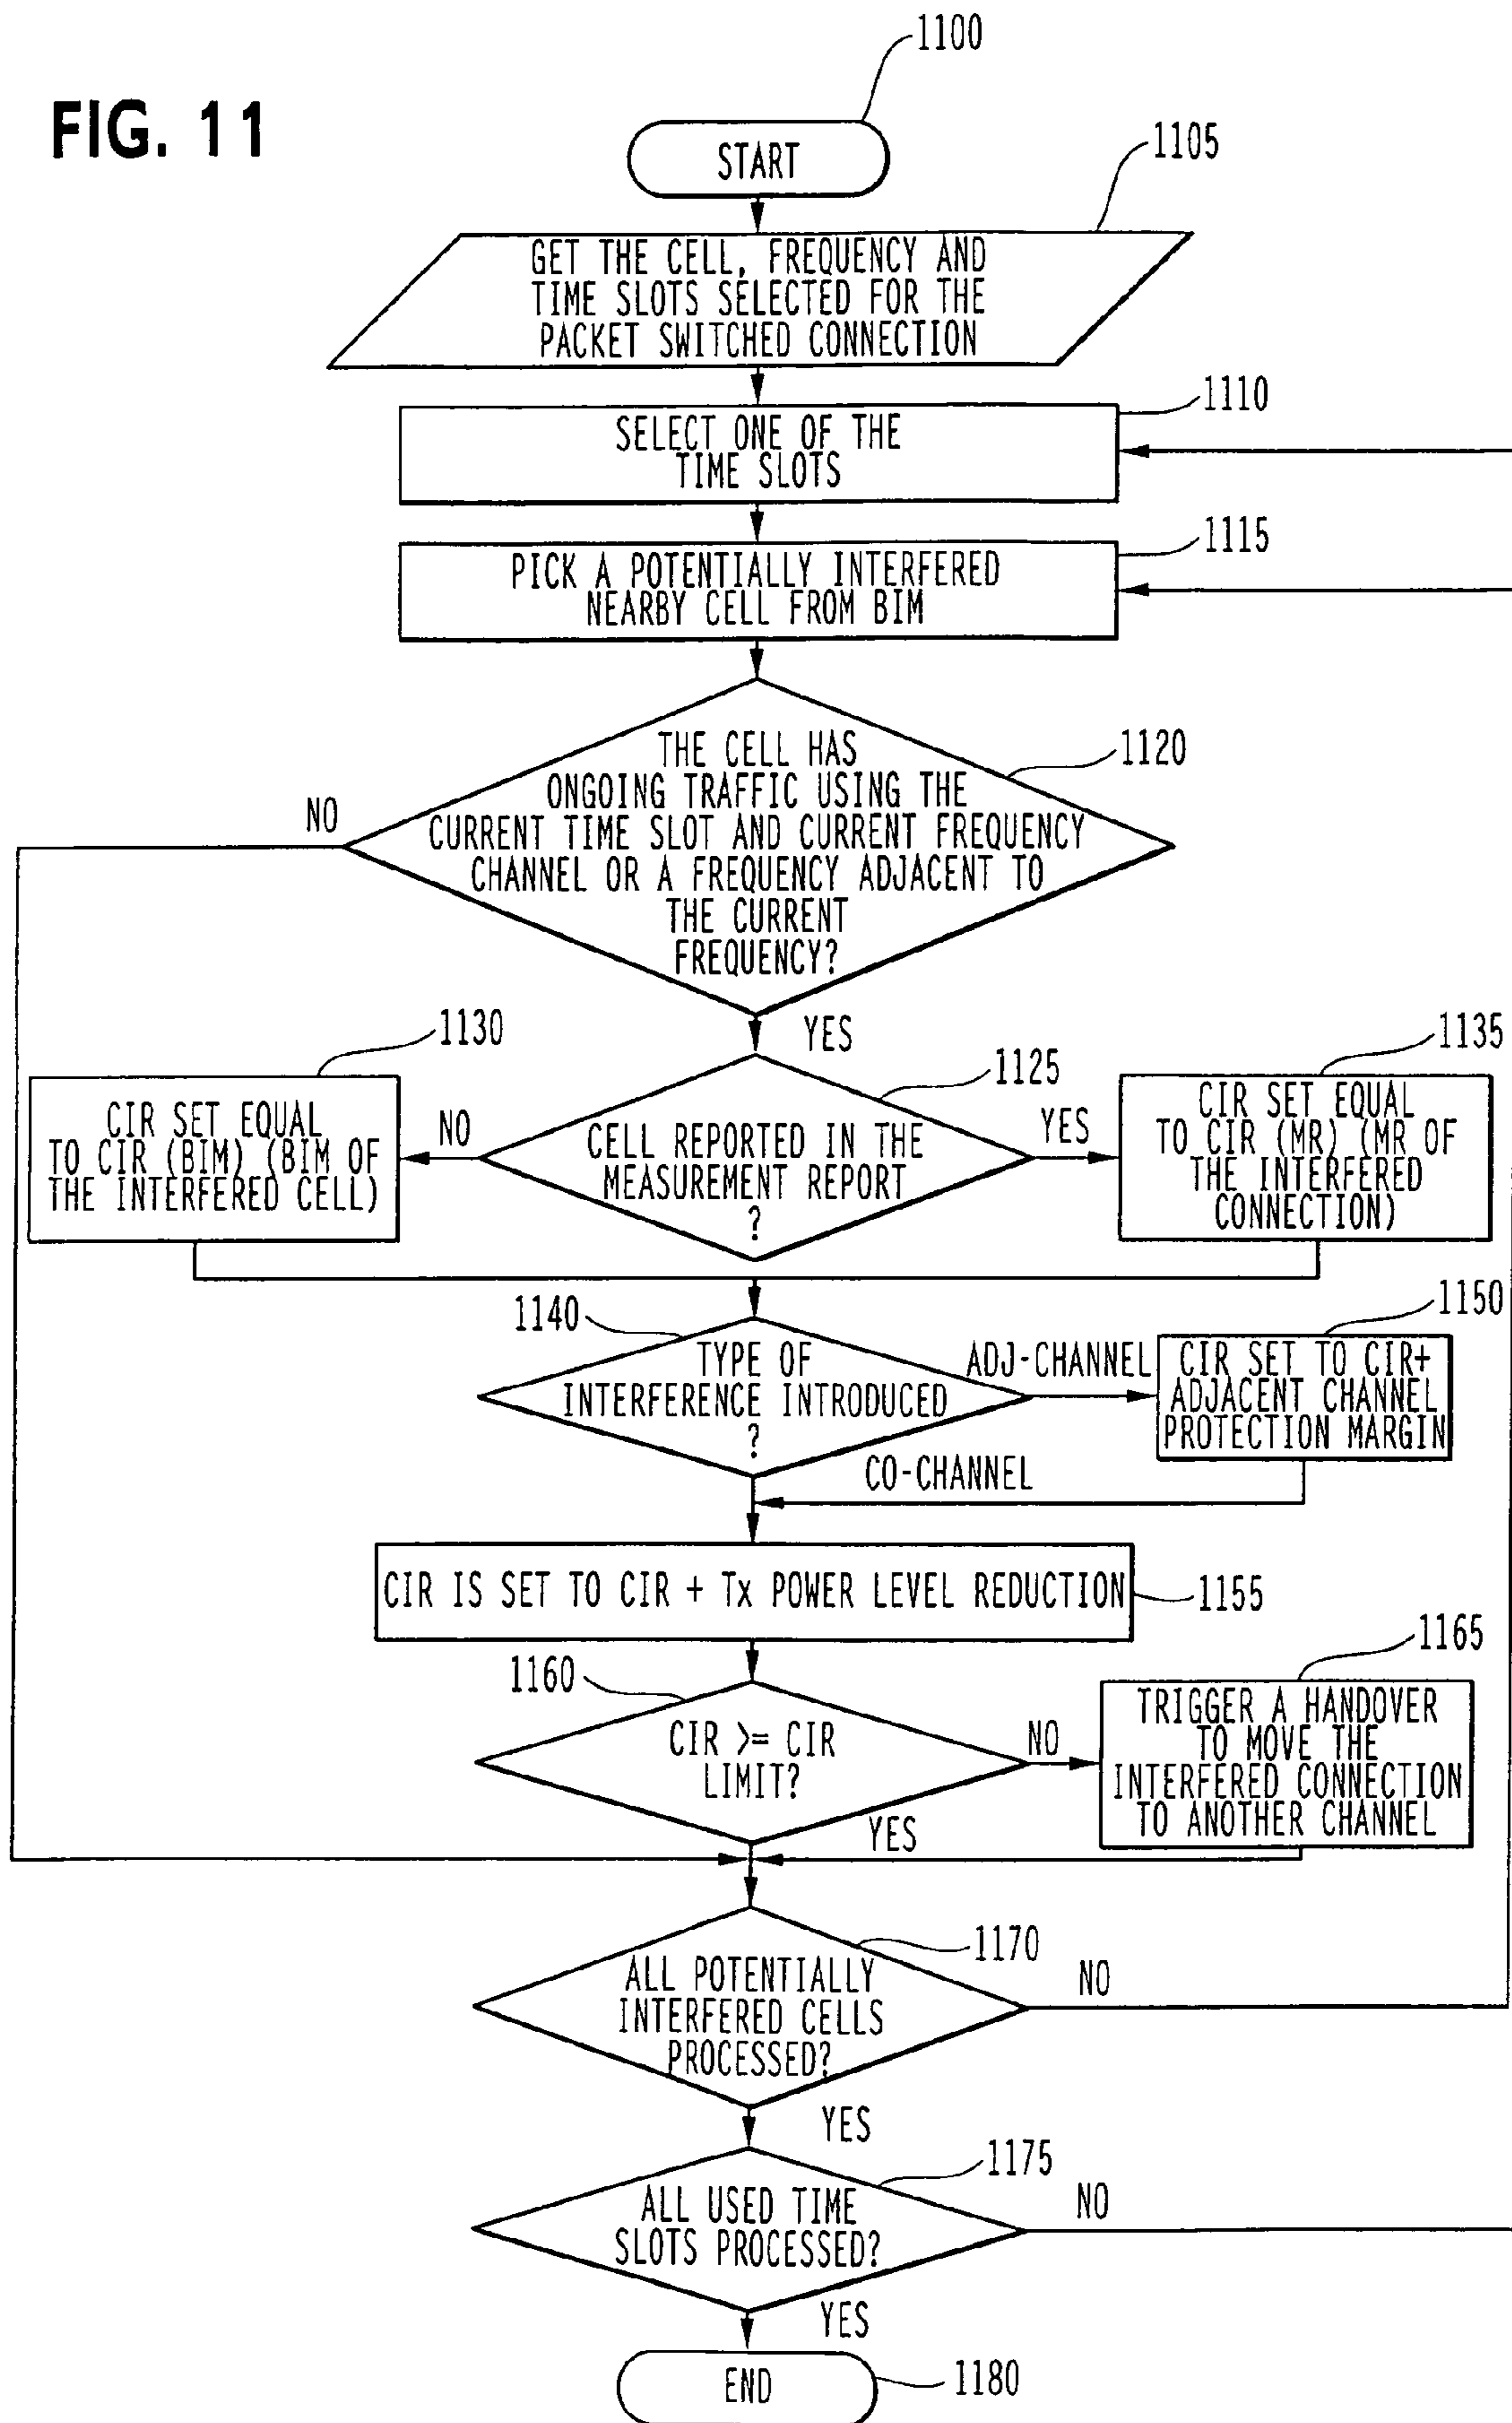 FIG. 11
1100
START
1105
GET THE CELL, FREQUENCY AND
TIME SLOTS SELECTED FOR THE
PACKET SWITCHED CONNECTION
1110
SELECT ONE OF THE
TIME SLOTS
1115
PICK A POTENTIALLY INTERFERED
NEARBY CELL FROM BIM
1120
THE CELL HAS
ONGOING TRAFFIC USING THE
CURRENT TIME SLOT AND CURRENT FREQUENCY
CHANNEL OR A FREQUENCY ADJACENT TO
THE CURRENT
FREQUENCY?
NO
YES
1130
CIR SET EQUAL
TO CIR (BIM) (BIM OF
THE INTERFERED CELL)
NO
1125
CELL REPORTED IN THE
MEASUREMENT REPORT
?
YES
1135
CIR SET EQUAL
TO CIR (MR) (MR OF
THE INTERFERED
CONNECTION)
1140
TYPE OF
INTERFERENCE INTRODUCED
?
ADJ-CHANNEL
1150
CIR SET TO CIR+
ADJACENT CHANNEL
PROTECTION MARGIN
CO-CHANNEL
CIR IS SET TO CIR + Tx POWER LEVEL REDUCTION
1155
1160
CIR >= CIR
LIMIT?
NO
1165
TRIGGER A HANDOVER
TO MOVE THE
INTERFERED CONNECTION
TO ANOTHER CHANNEL
YES
1170
ALL POTENTIALLY
INTERFERED CELLS
PROCESSED?
NO
YES
1175
ALL USED TIME
SLOTS PROCESSED?
NO
YES
END
1180